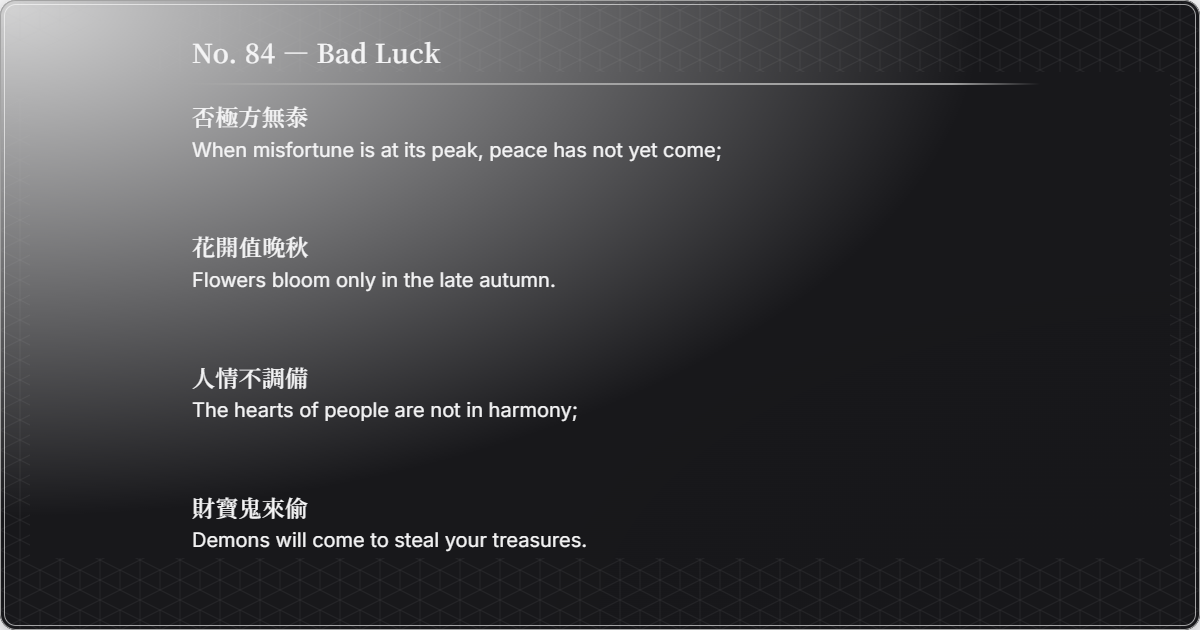 No. 84 — Bad Luck
否極方無泰
When misfortune is at its peak, peace has not yet come;
花開值晚秋
Flowers bloom only in the late autumn.
人情不調備
The hearts of people are not in harmony;
財寶鬼來偷
Demons will come to steal your treasures.